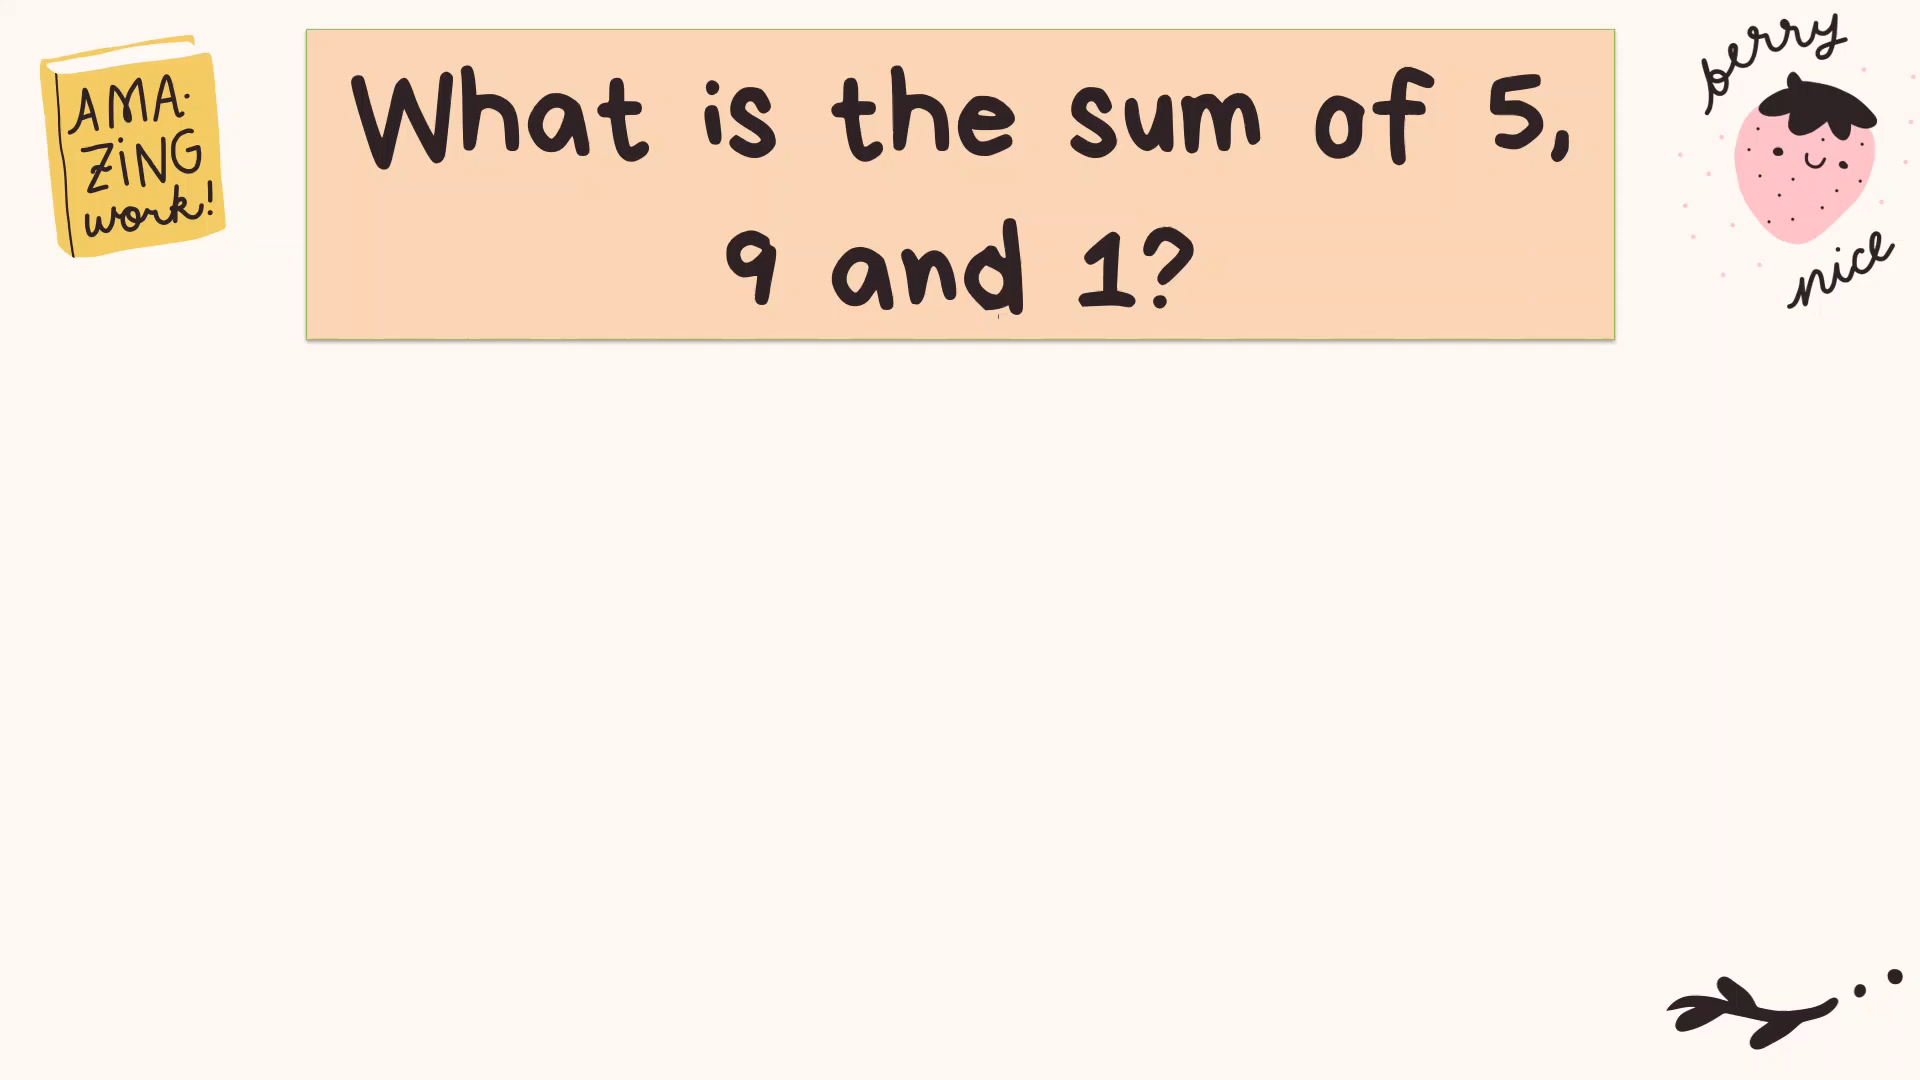 AMA-
ZiNG
work!
What is the sum of 5,
9 and 1?
berry
nice